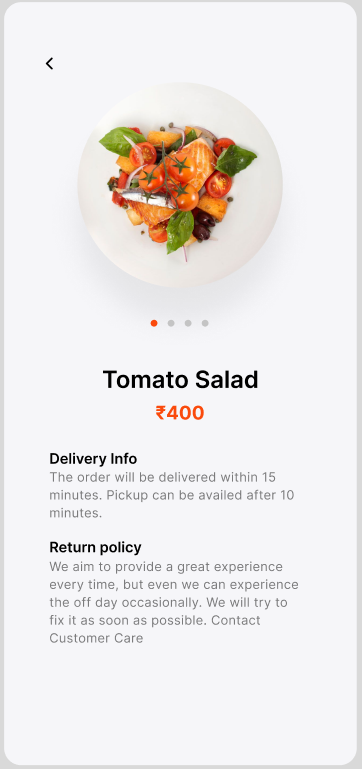 Tomato Salad
₹400
Delivery Info
The order will be delivered within 15
minutes. Pickup can be availed after 10
minutes.
Return policy
We aim to provide a great experience
every time, but even we can experience
the off day occasionally. We will try to
fix it as soon as possible. Contact
Customer Care